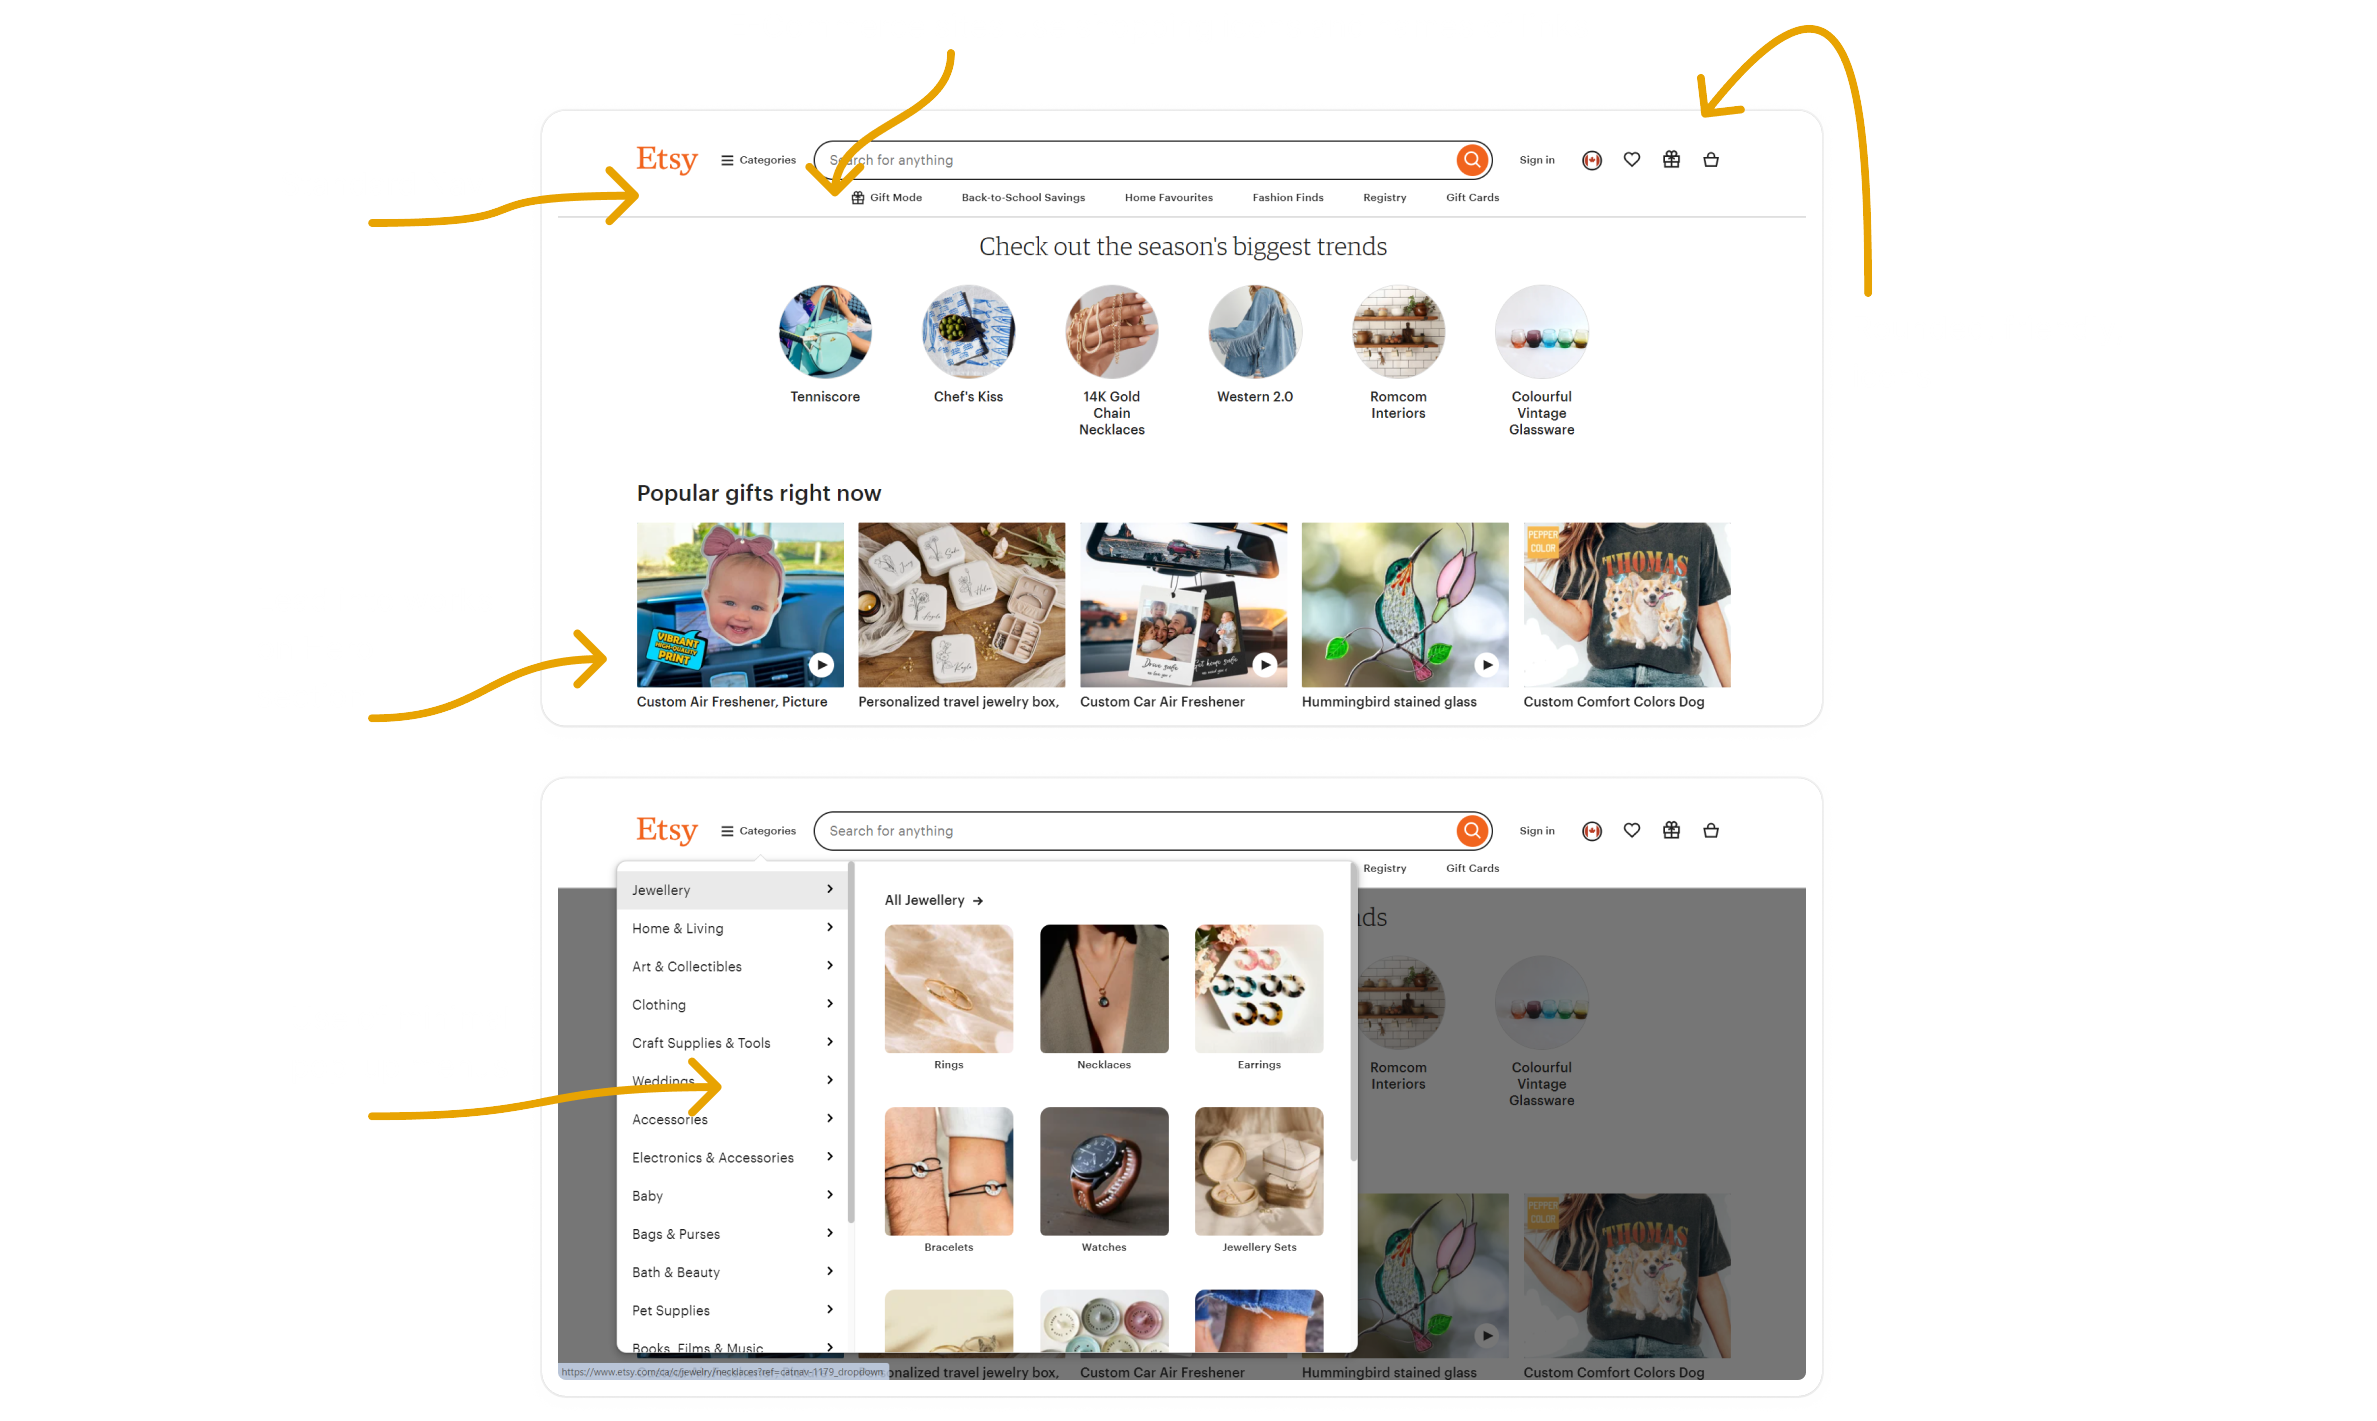 Etsy
Categories
Search for anything
Sign in
Gift Mode
Back-to-School Savings
Home Favourites
Fashion Finds
Registry
Gift Cards
Check out the season's biggest trends
Tenniscore
Chef's Kiss
14K Gold
Chain
Necklaces
Western 2.0
Romcom
Interiors
Colourful
Vintage
Glassware
Popular gifts right now
VIBRANT
HIGH-QUALITY
PRINT
PEPPER
COLOR
THOMAS
Custom Air Freshener, Picture
Personalized travel jewelry box,
Custom Car Air Freshener
Hummingbird stained glass
Custom Comfort Colors Dog
Etsy
Categories
Search for anything
Sign in
Registry
Gift Cards
Jewellery
Home & Living
Art & Collectibles
Clothing
Craft Supplies & Tools
Weddings
Accessories
Electronics & Accessories
Baby
Bags & Purses
Bath & Beauty
Pet Supplies
Books, Films & Music
All Jewellery
Rings
Necklaces
Earrings
Bracelets
Watches
Jewellery Sets
nds
Romcom
Interiors
Colourful
Vintage
Glassware
PEPPER
COLOR
THOMAS
https://www.etsy.com/ca/c/jewelry/necklaces?ref=catnav-1179_dropdown
onalized travel jewelry box,
Custom Car Air Freshener
Hummingbird stained glass
Custom Comfort Colors Dog